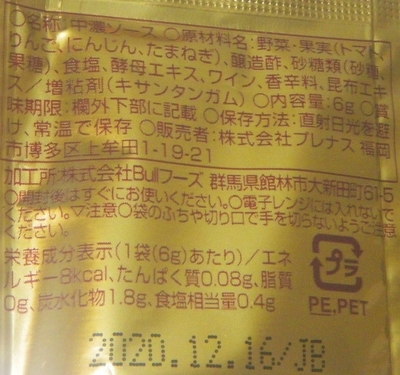 ○名称:中濃ソース ○原材料名:野菜・果実(トマト、
りんご、にんじん、たまねぎ)、醸造酢、砂糖類(砂糖、
果糖)、食塩、酵母エキス、ワイン、香辛料、昆布エキ
ス/増粘剤(キサンタンガム) ○内容量:6g ○賞
味期限:欄外下部に記載 ○保存方法:直射日光を避
け、常温で保存 ○販売者:株式会社プレナス 福岡
市博多区上牟田1-19-21
加工所:株式会社Bullフーズ 群馬県館林市大新田町61-5
○開封後はすぐにお使いください。○電子レンジには入れないで
ください。▽注意○袋のふちや切り口で手を切らないようご注意
ください。
栄養成分表示(1袋(6g)あたり)/エネ
ルギー8kcal、たんぱく質0.08g、脂質
0g、炭水化物1.8g、食塩相当量0.4g
プラ
PE,PET
2020.12.16/JB